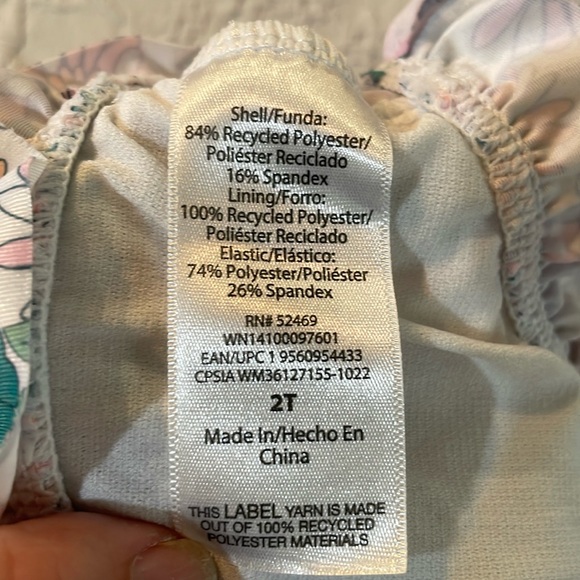 Shell/Funda:
84% Recycled Polyester/
Poliéster Reciclado
16% Spandex
Lining/Forro:
100% Recycled Polyester/
Poliéster Reciclado
Elastic/Elástico:
74% Polyester/Poliéster
26% Spandex
RN# 52469
WN14100097601
EAN/UPC 1 9560954433
CPSIA WM36127155-1022
2T
Made In/Hecho En
China
THIS LABEL YARN IS MADE
OUT OF 100% RECYCLED
POLYESTER MATERIALS